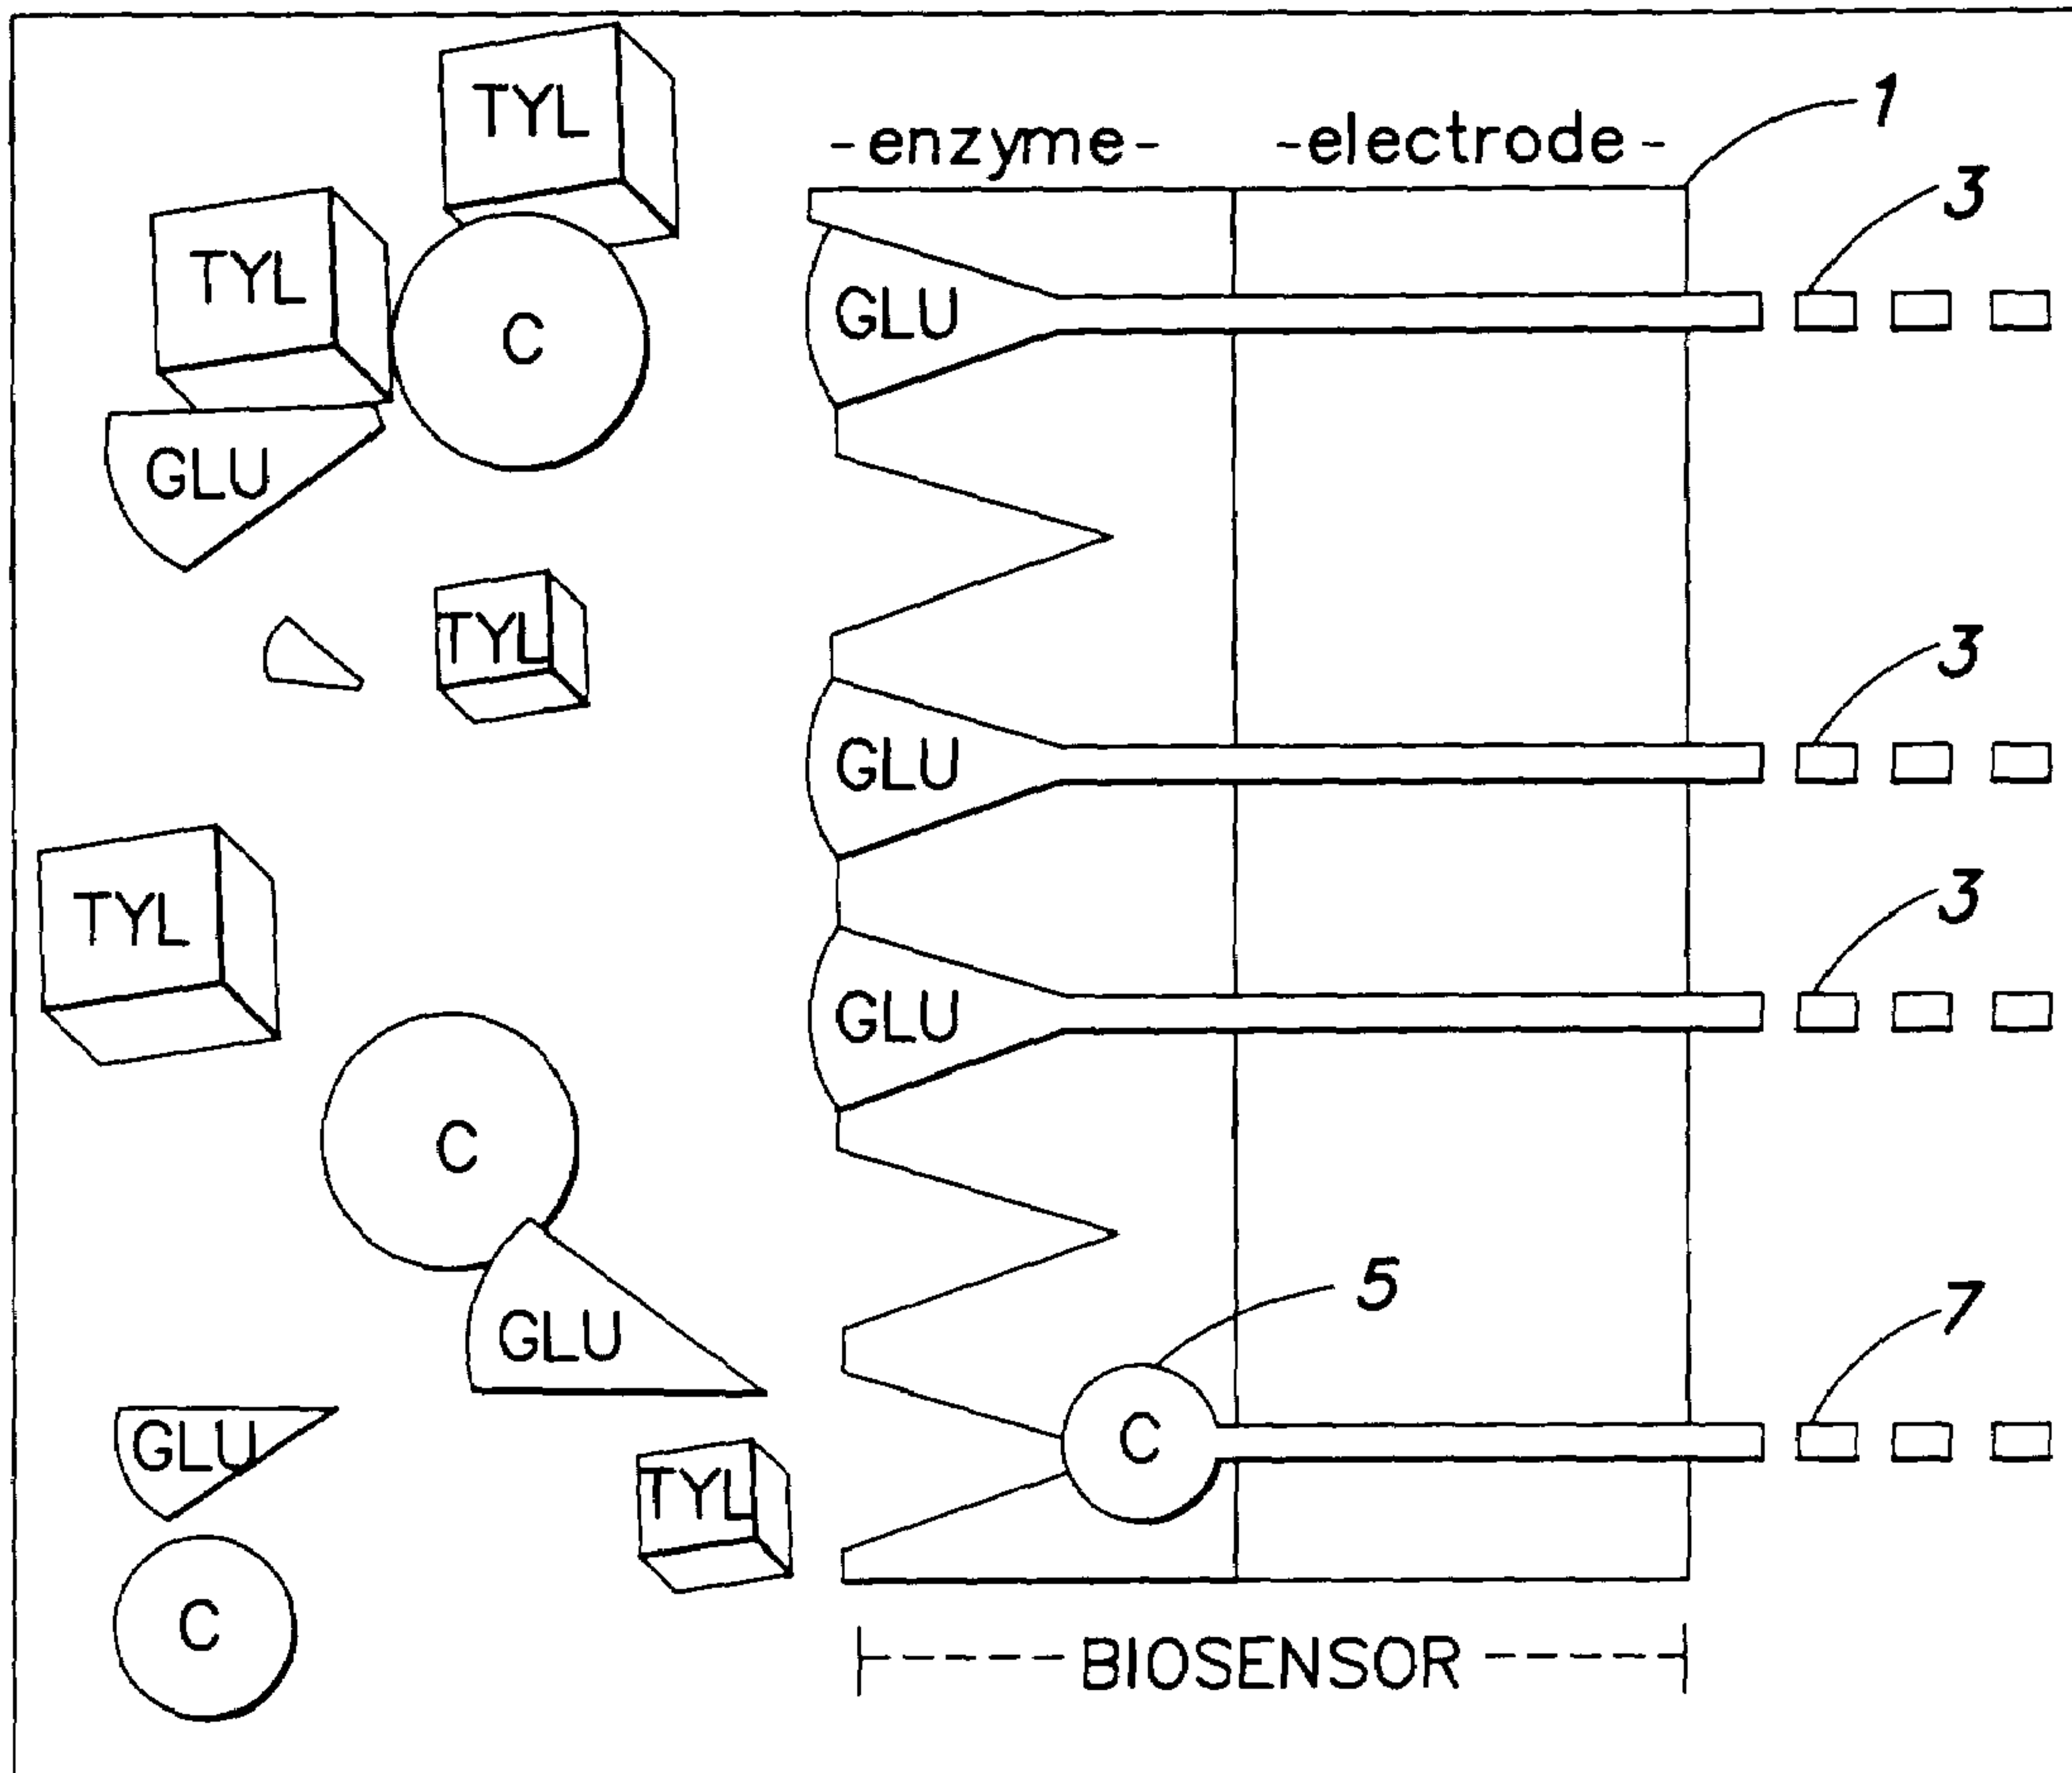 TYL
-enzyme- -electrode-
1
3
TYL
GLU
C
GLU
TYL
3
GLU
TYL
3
GLU
C
5
7
GLU
C
GLU
TYL
C
BIOSENSOR